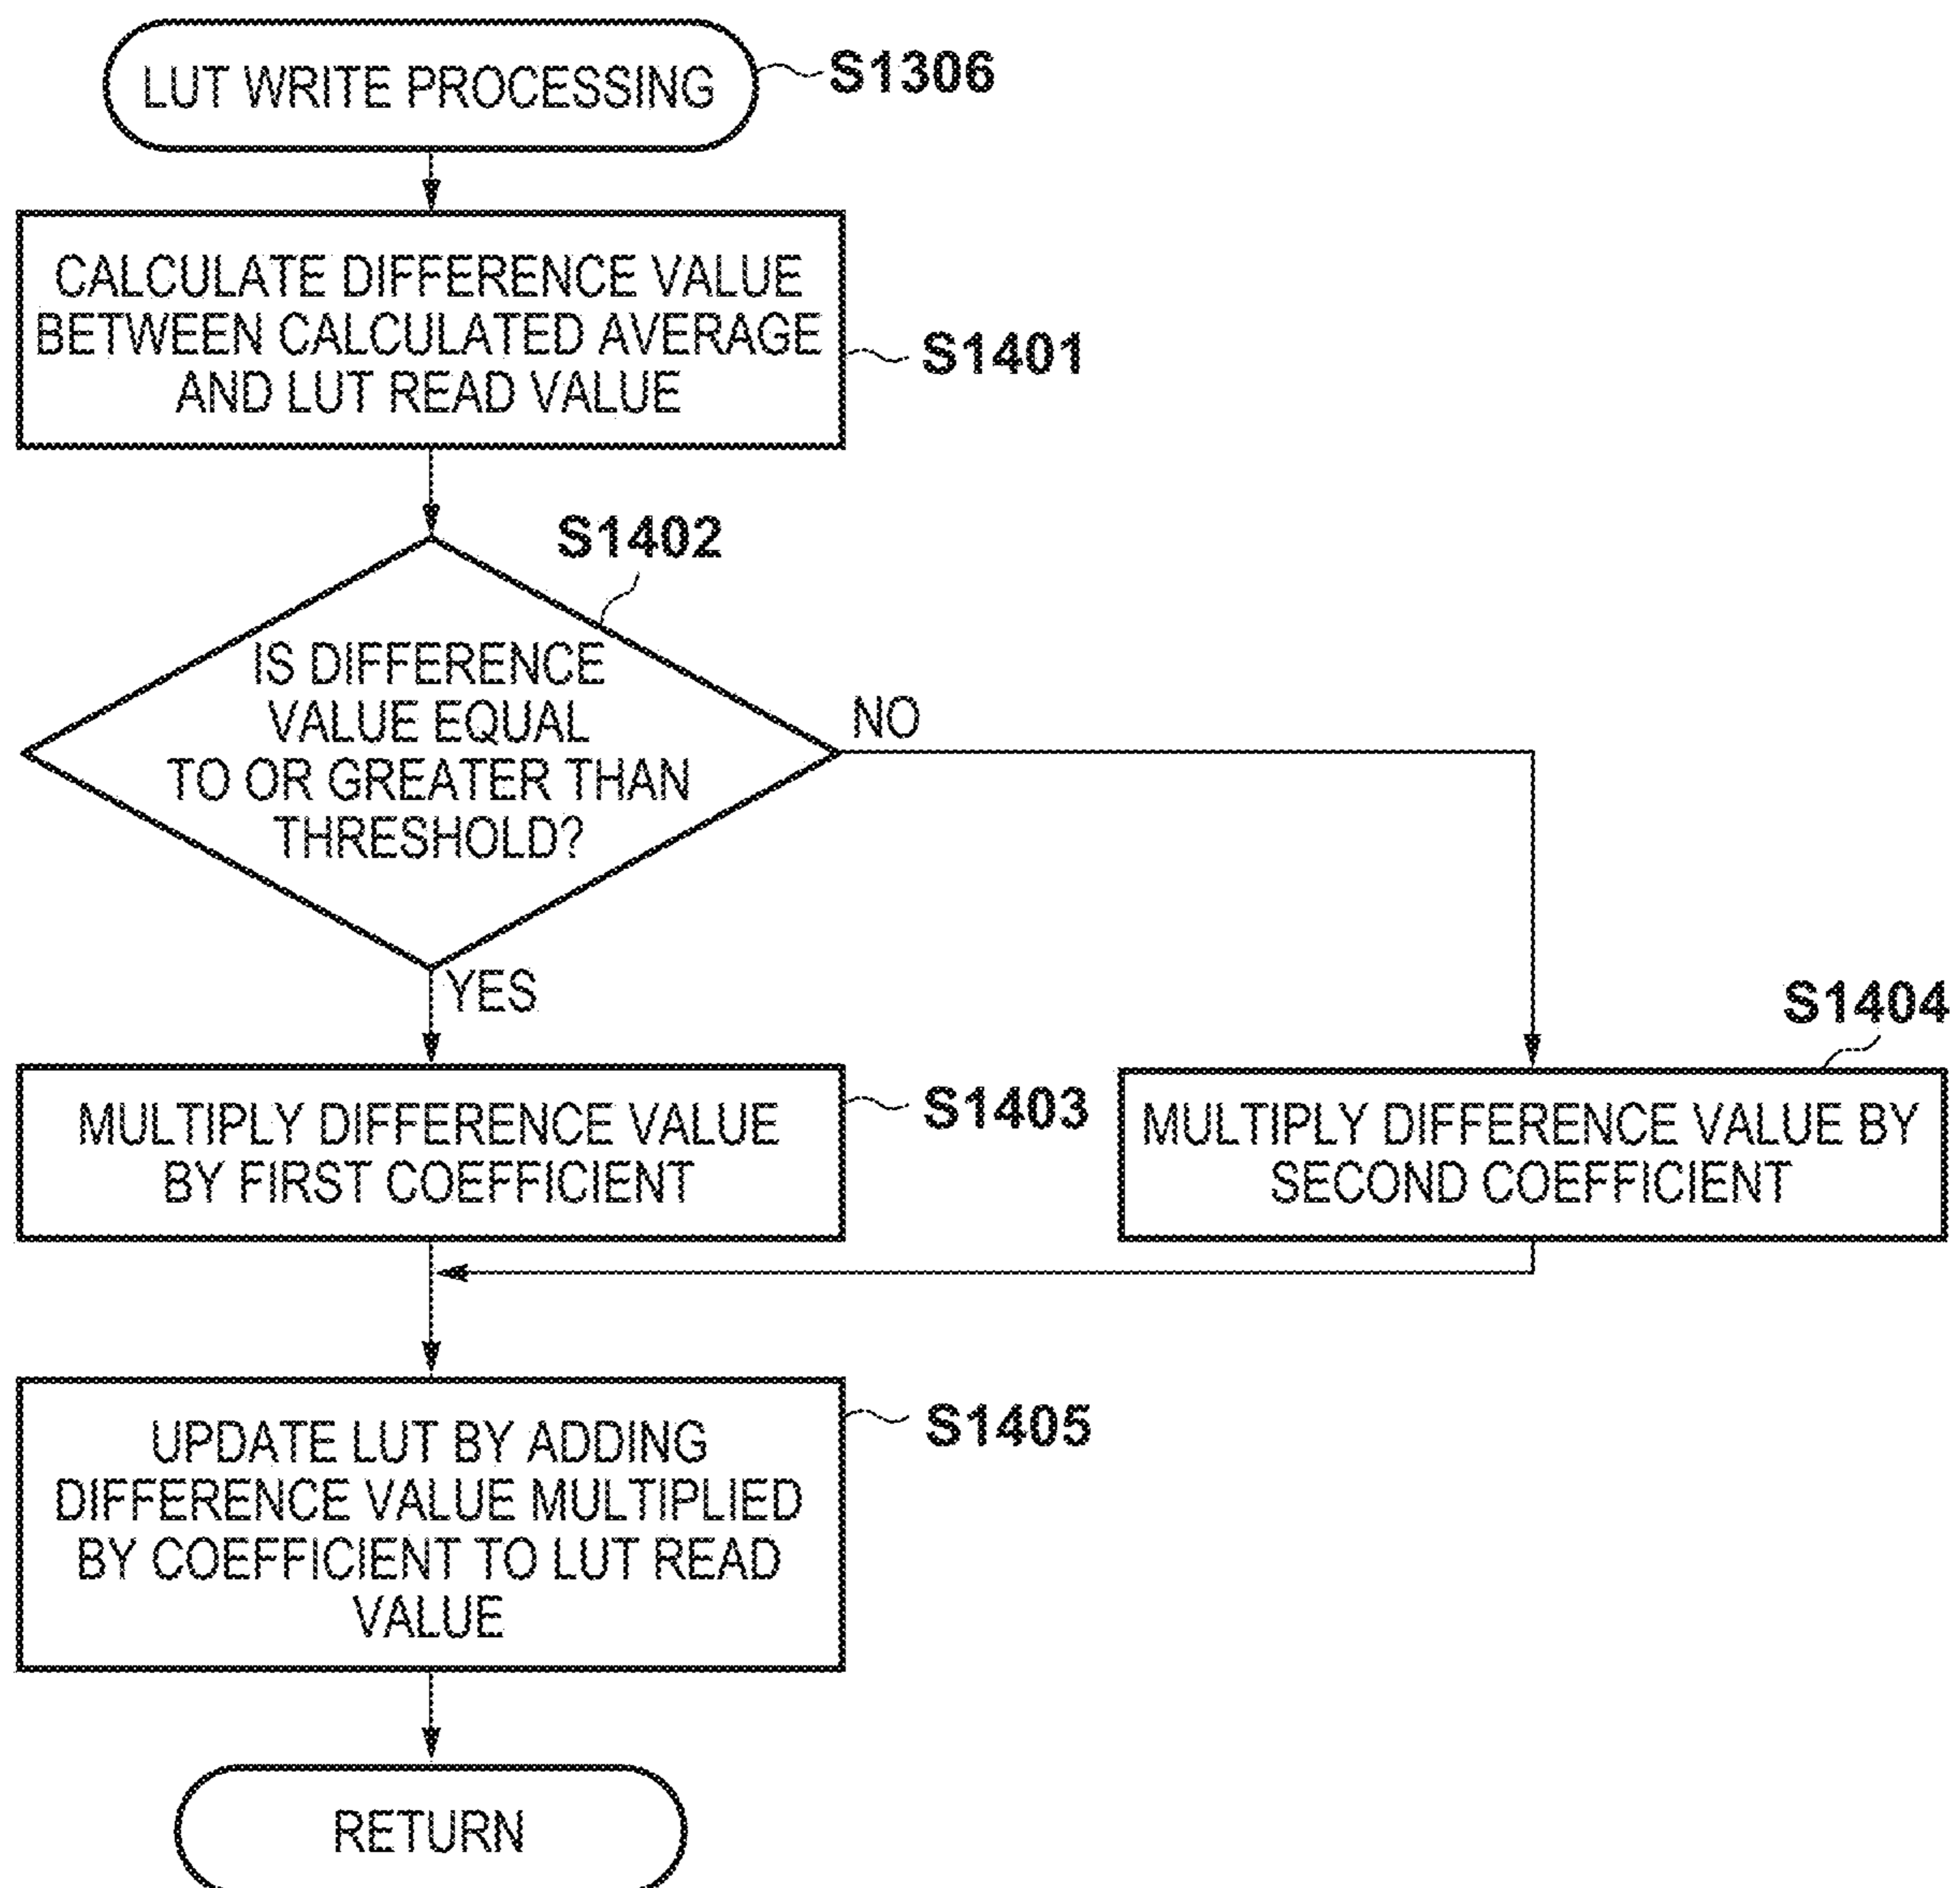 LUT WRITE PROCESSING
S1306
CALCULATE DIFFERENCE VALUE
BETWEEN CALCULATED AVERAGE
AND LUT READ VALUE
S1401
S1402
IS DIFFERENCE
VALUE EQUAL
TO OR GREATER THAN
THRESHOLD?
NO
YES
S1404
MULTIPLY DIFFERENCE VALUE
BY FIRST COEFFICIENT
S1403
MULTIPLY DIFFERENCE VALUE BY
SECOND COEFFICIENT
UPDATE LUT BY ADDING
DIFFERENCE VALUE MULTIPLIED
BY COEFFICIENT TO LUT READ
VALUE
S1405
RETURN